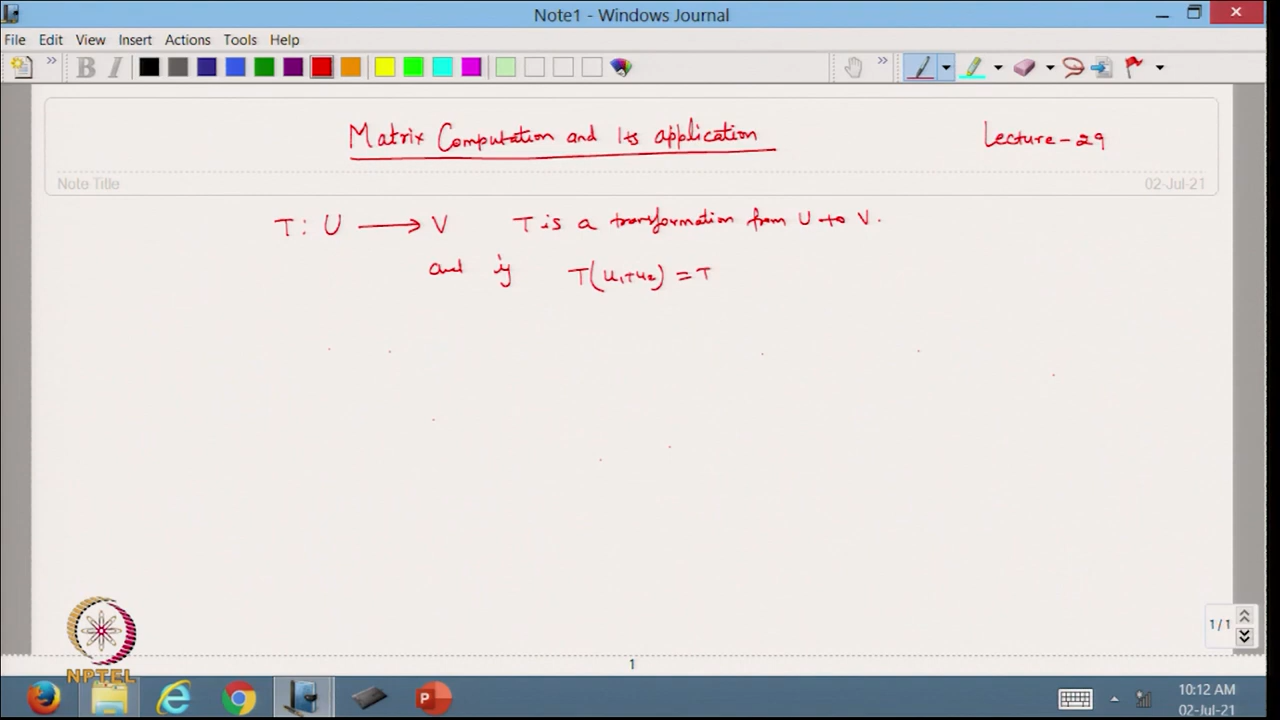 Note1 - Windows Journal
File Edit View Insert Actions Tools Help
B I
Matrix Computation and Its application
Lecture - 29
Note Title
02-Jul-21
T : U ⟶ V T is a transformation from U to V.
and if T(u1+u2) = T
1 / 1
NPTEL
1
10:12 AM
02-Jul-21